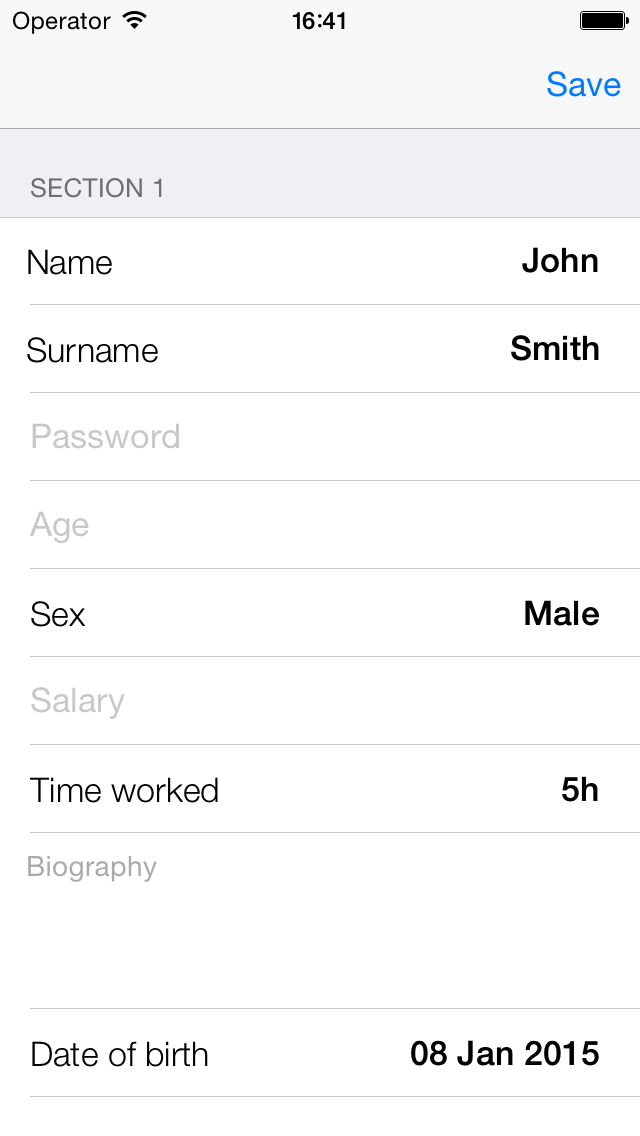 Operator 16:41
Save
SECTION 1
Name John
Surname Smith
Password
Age
Sex Male
Salary
Time worked 5h
Biography
Date of birth 08 Jan 2015